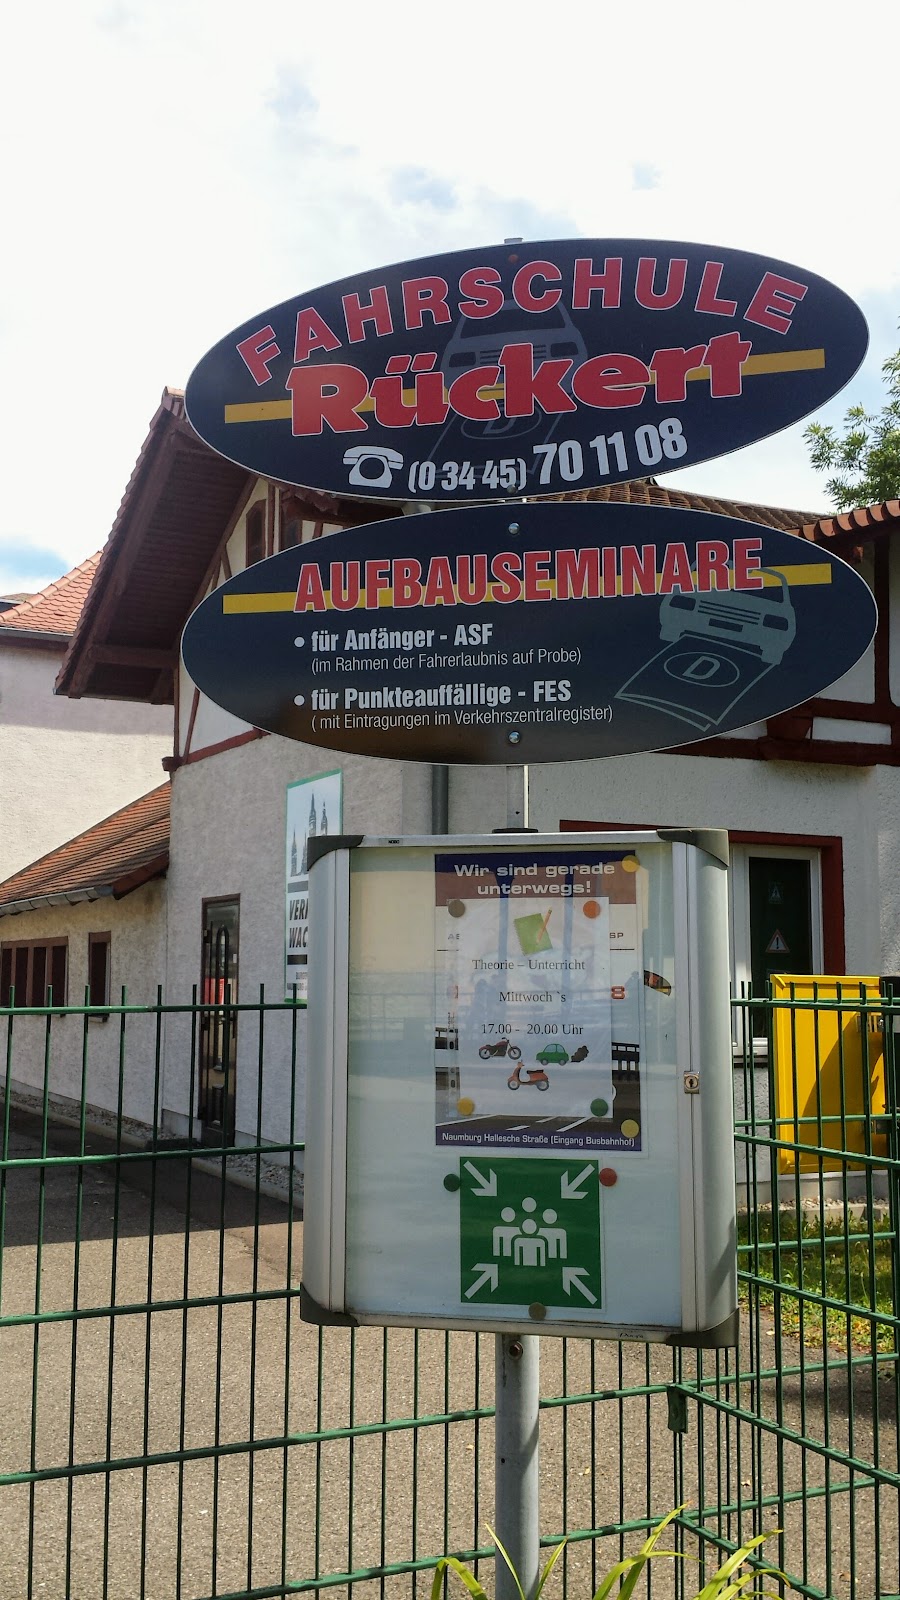 FAHRSCHULE
Rückert
(0 34 45) 70 11 08
AUFBAUSEMINARE
• für Anfänger - ASF
(im Rahmen der Fahrerlaubnis auf Probe)
• für Punkteauffällige - FES
( mit Eintragungen im Verkehrszentralregister)
D
Wir sind gerade
unterwegs!
Theorie – Unterricht
Mittwoch `s
17.00 - 20.00 Uhr
Naumburg Hallesche Straße (Eingang Busbahnhof)